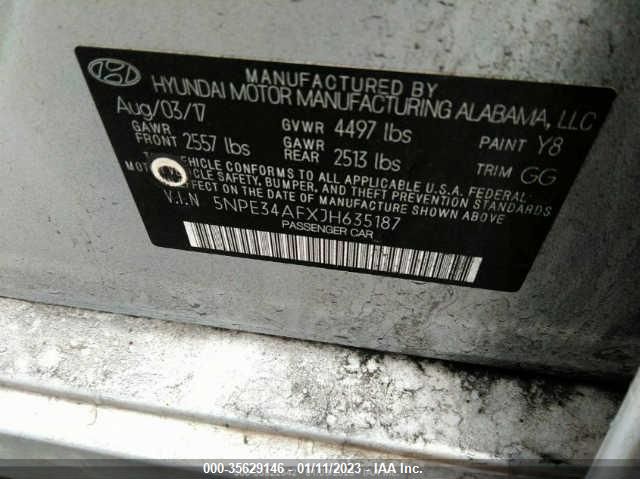 MANUFACTURED BY
HYUNDAI MOTOR MANUFACTURING ALABAMA, LLC
Aug/03/17
GAWR FRONT 2557 lbs GVWR 4497 lbs PAINT Y8
GAWR REAR 2513 lbs TRIM GG
VEHICLE CONFORMS TO ALL APPLICABLE U.S.A. FEDERAL
MOT VEHICLE SAFETY, BUMPER, AND THEFT PREVENTION STANDARDS
EFFECT ON THE DATE OF MANUFACTURE SHOWN ABOVE.
V.I.N 5NPE34AFXJH635187
PASSENGER CAR
000-35629146 - 01/11/2023 - IAA Inc.